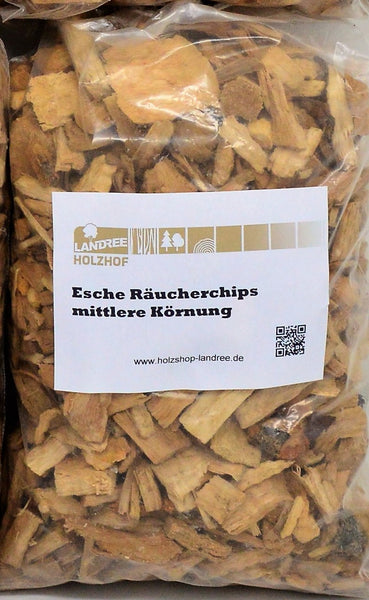 LANDREE
HOLZHOF
Esche Räucherchips
mittlere Körnung
www.holzshop-landree.de